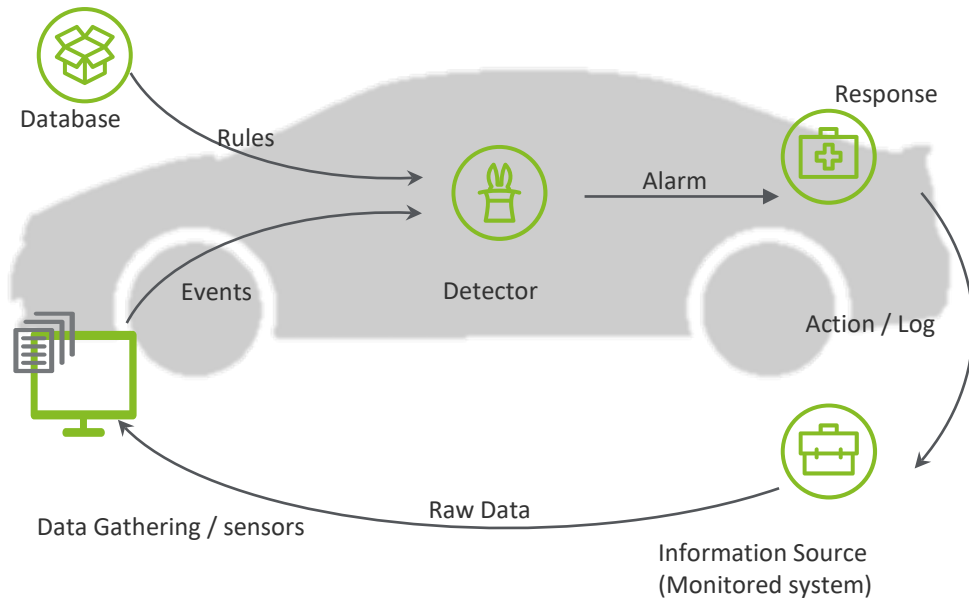 Database
Rules
Response
Alarm
Events
Detector
Action / Log
Raw Data
Data Gathering / sensors
Information Source
(Monitored system)